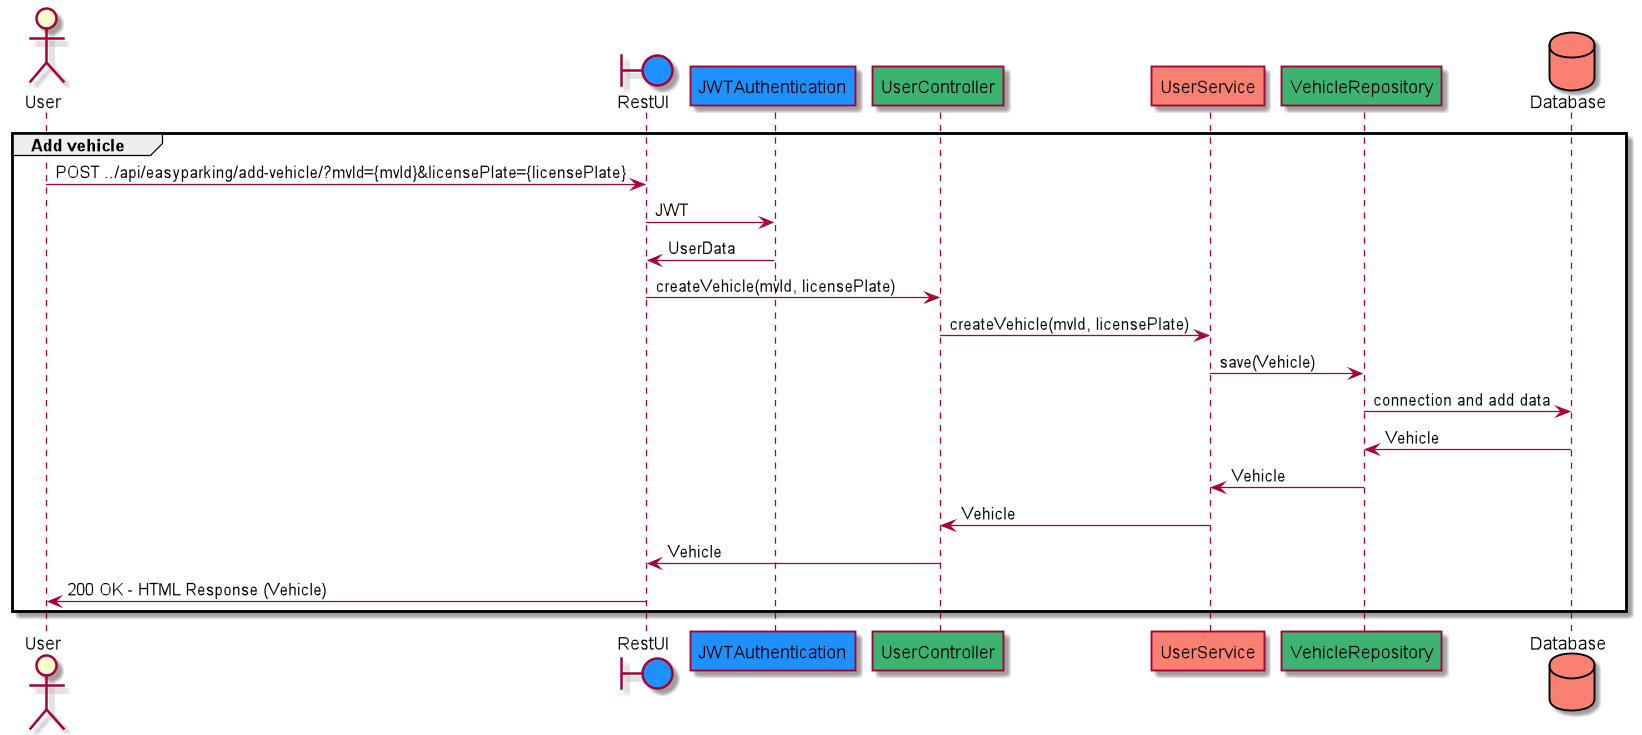 User
RestUI
JWTAuthentication
UserController
UserService
VehicleRepository
Database
Add vehicle
POST ../api/easyparking/add-vehicle/?mvId={mvId}&licensePlate={licensePlate}
JWT
UserData
createVehicle(mvId, licensePlate)
createVehicle(mvId, licensePlate)
save(Vehicle)
connection and add data
Vehicle
Vehicle
Vehicle
Vehicle
200 OK - HTML Response (Vehicle)
User
RestUI
JWTAuthentication
UserController
UserService
VehicleRepository
Database